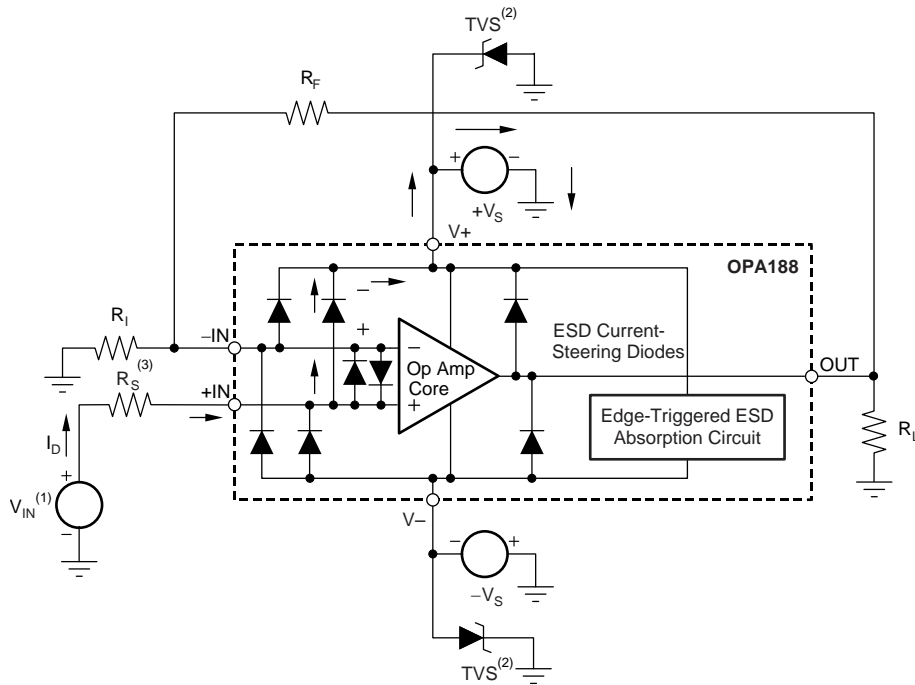 TVS(2)
RF
+ −
+VS
V+
OPA188
−
RI
−IN
+
−
ESD Current-
Steering Diodes
Op Amp
Core
OUT
(3)
RS
+IN
+
Edge-Triggered ESD
Absorption Circuit
RL
ID
+
VIN(1)
−
V−
− +
−VS
TVS(2)